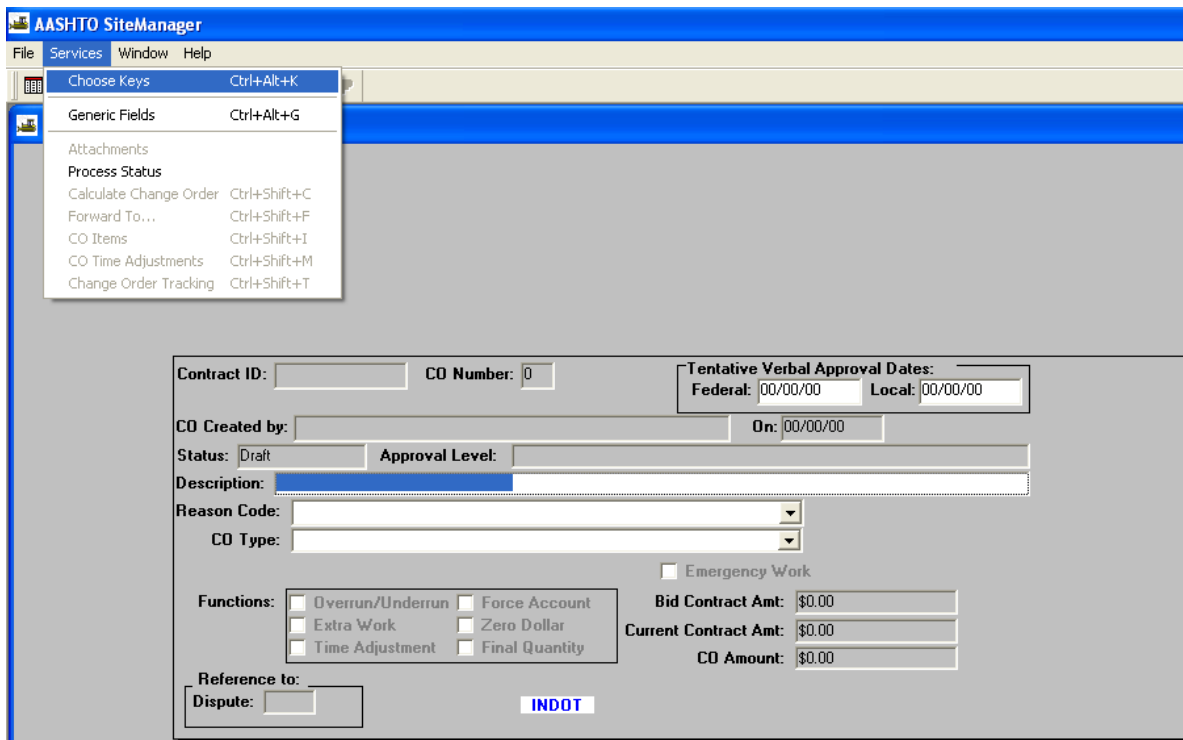 AASHTO SiteManager
File Services Window Help
Choose Keys Ctrl+Alt+K
Generic Fields Ctrl+Alt+G
Attachments
Process Status
Calculate Change Order Ctrl+Shift+C
Forward To... Ctrl+Shift+F
CO Items Ctrl+Shift+I
CO Time Adjustments Ctrl+Shift+M
Change Order Tracking Ctrl+Shift+T
Contract ID: CO Number: 0
Tentative Verbal Approval Dates:
Federal: 00/00/00 Local: 00/00/00
CO Created by: On: 00/00/00
Status: Draft Approval Level:
Description:
Reason Code:
CO Type:
Emergency Work
Functions: Overrun/Underrun Force Account Bid Contract Amt: $0.00
Extra Work Zero Dollar Current Contract Amt: $0.00
Time Adjustment Final Quantity CO Amount: $0.00
Reference to:
Dispute:
INDOT